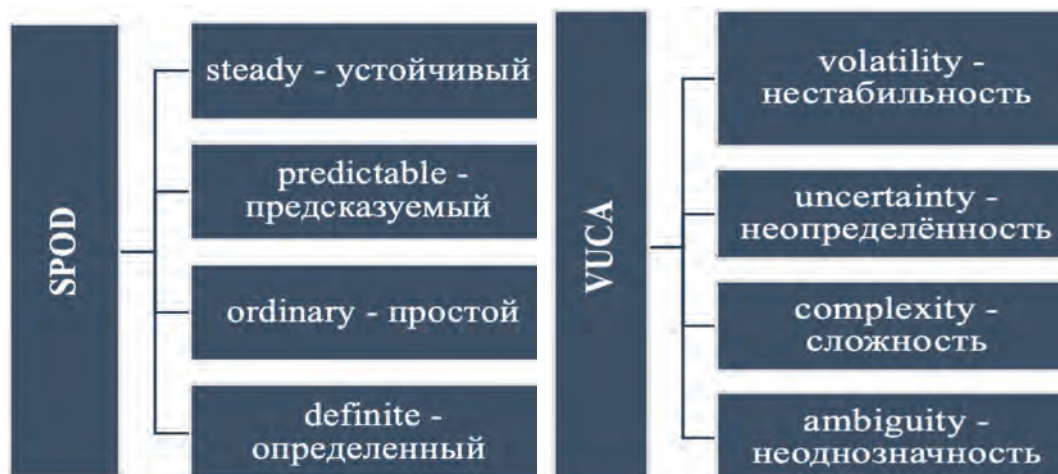 SPOD
steady - устойчивый
predictable -
предсказуемый
ordinary - простой
definite -
определенный
VUCA
volatility -
нестабильность
uncertainty -
неопределённость
complexity -
сложность
ambiguity -
неоднозначность